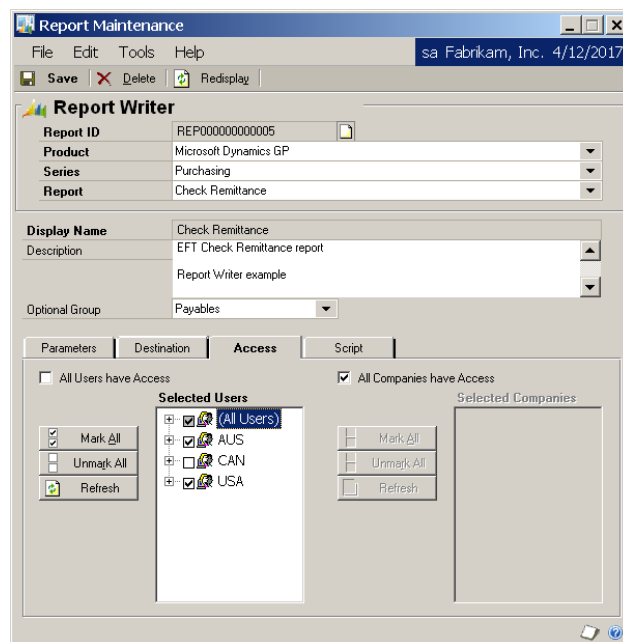 Report Maintenance
File Edit Tools Help sa Fabrikam, Inc. 4/12/2017
Save Delete Redisplay
Report Writer
Report ID REP000000000005
Product Microsoft Dynamics GP
Series Purchasing
Report Check Remittance
Display Name Check Remittance
Description EFT Check Remittance report
Report Writer example
Optional Group Payables
Parameters Destination Access Script
All Users have Access All Companies have Access
Selected Users Selected Companies
(All Users)
Mark All AUS Mark All
Unmark All CAN Unmark All
Refresh USA Refresh